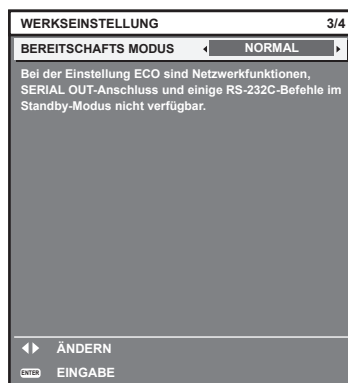 WERKSEINSTELLUNG 3/4
BEREITSCHAFTS MODUS NORMAL
Bei der Einstellung ECO sind Netzwerkfunktionen,
SERIAL OUT-Anschluss und einige RS-232C-Befehle im
Standby-Modus nicht verfügbar.
ÄNDERN
ENTER EINGABE